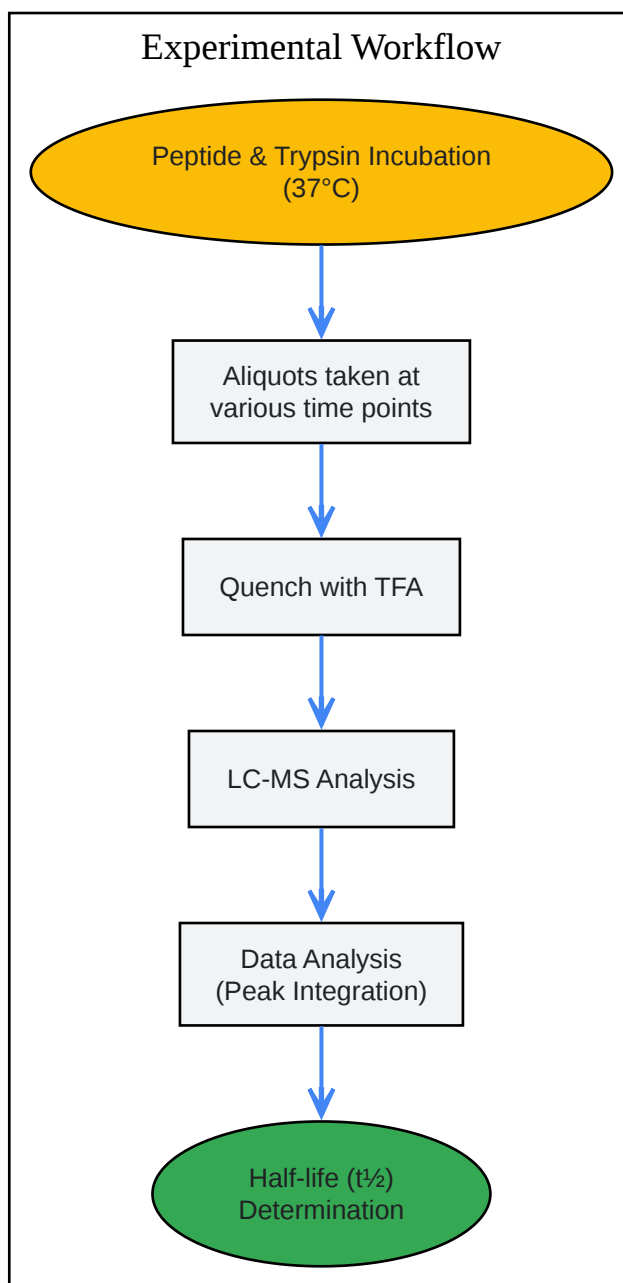 Experimental Workflow
Peptide & Trypsin Incubation
(37°C)
Aliquots taken at
various time points
Quench with TFA
LC-MS Analysis
Data Analysis
(Peak Integration)
Half-life (t½)
Determination